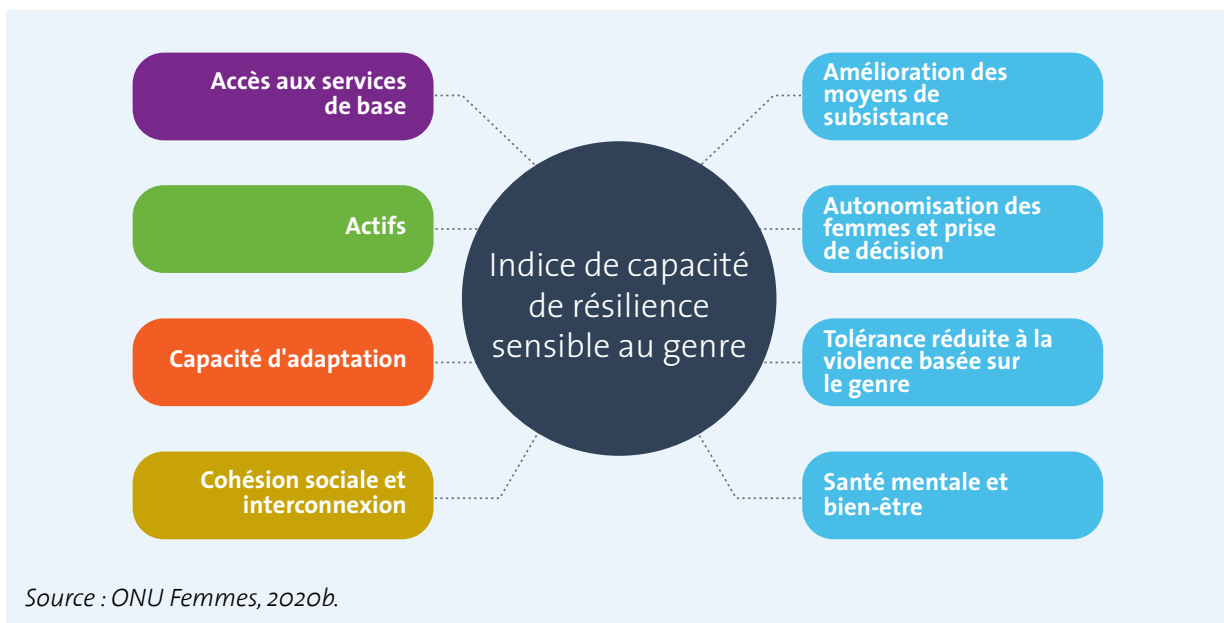 Accès aux services
de base
Actifs
Capacité d'adaptation
Cohésion sociale et
interconnexion
Indice de capacité
de résilience
sensible au genre
Amélioration des
moyens de
subsistance
Autonomisation des
femmes et prise
de décision
Tolérance réduite à la
violence basée sur
le genre
Santé mentale et
bien-être
Source : ONU Femmes, 2020b.